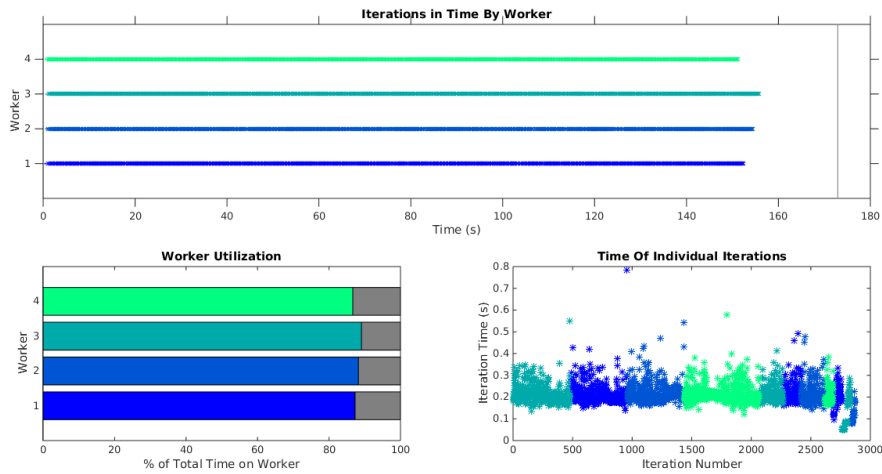 Iterations in Time By Worker
4
3
2
1
Worker
0 20 40 60 80 100 120 140 160 180
Time (s)
Worker Utilization
4
3
2
1
Worker
0 20 40 60 80 100
% of Total Time on Worker
Time Of Individual Iterations
0.8
0.7
0.6
0.5
0.4
0.3
0.2
0.1
0
Iteration Time (s)
0 500 1000 1500 2000 2500 3000
Iteration Number